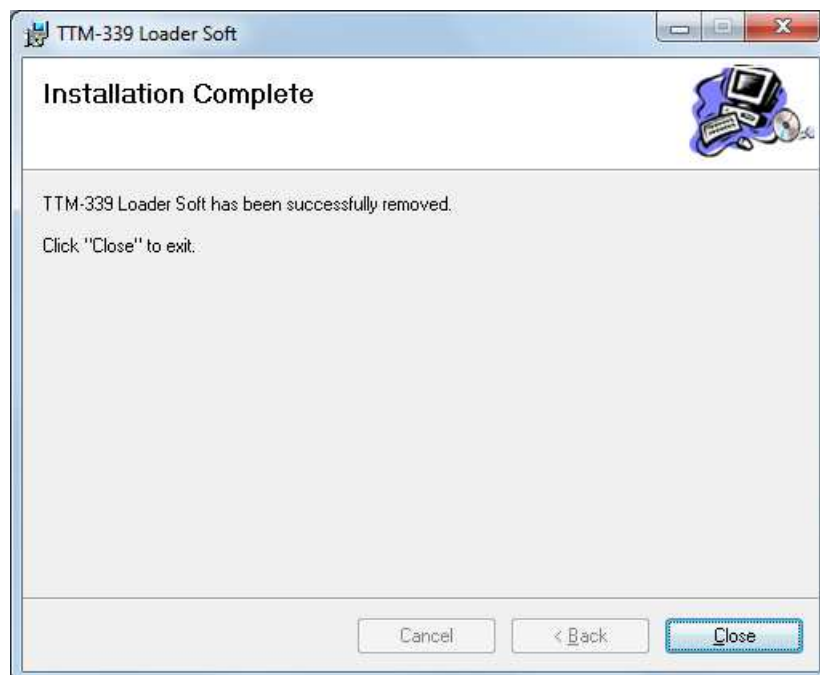 TTM-339 Loader Soft
Installation Complete
TTM-339 Loader Soft has been successfully removed.
Click "Close" to exit.
Cancel
< Back
Close